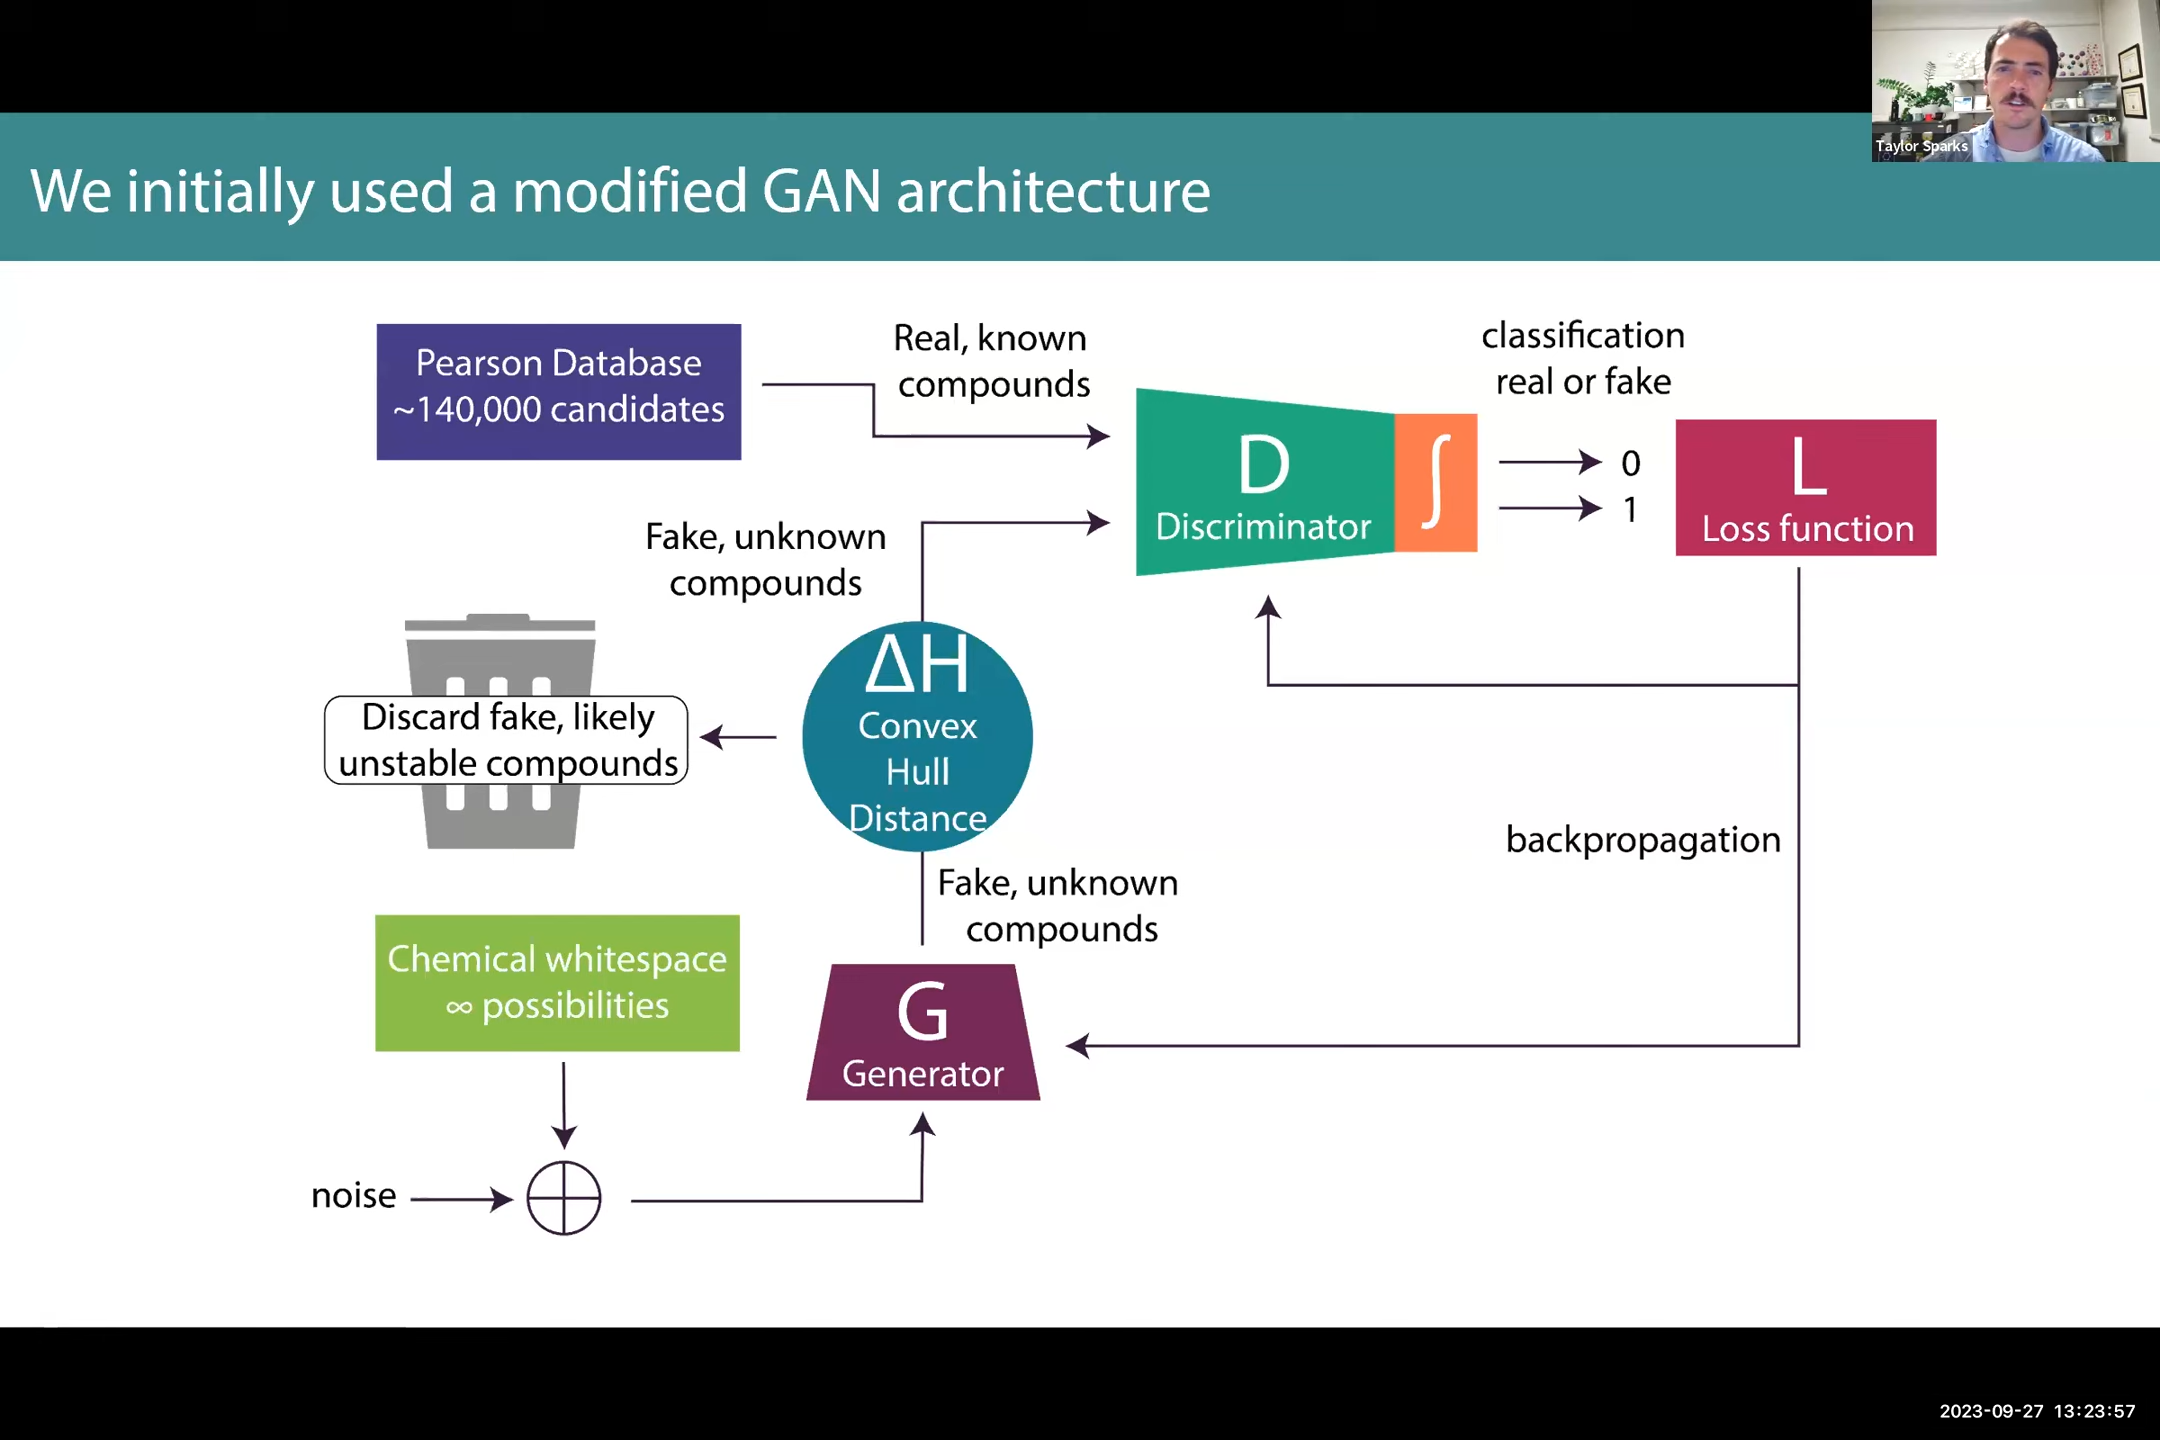 Taylor Sparks
We initially used a modified GAN architecture
Pearson Database
~140,000 candidates
Real, known
compounds
classification
real or fake
D
Discriminator
∫
0
1
L
Loss function
Fake, unknown
compounds
ΔH
Convex
Hull
Distance
Discard fake, likely
unstable compounds
backpropagation
Fake, unknown
compounds
Chemical whitespace
∞ possibilities
G
Generator
noise
2023-09-27 13:23:57